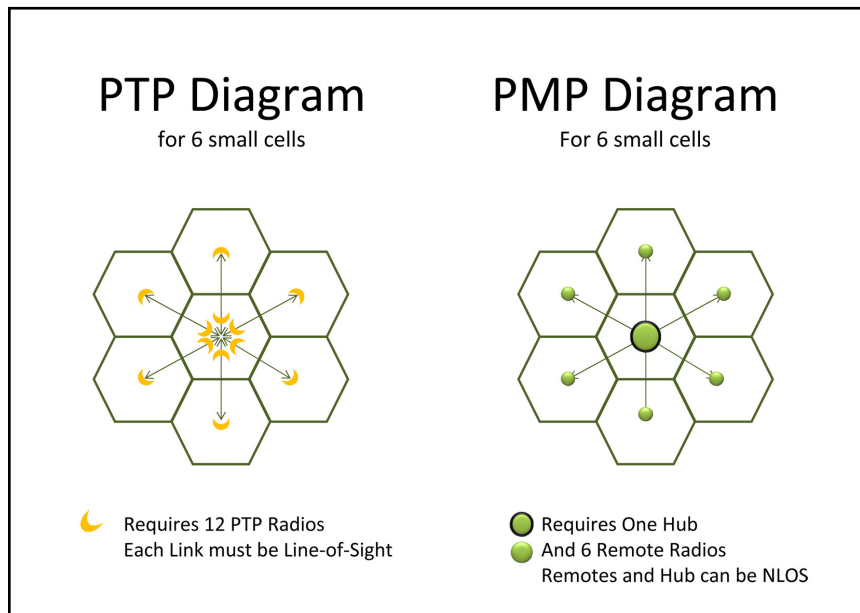 PTP Diagram
for 6 small cells
PMP Diagram
For 6 small cells
Requires 12 PTP Radios
Each Link must be Line-of-Sight
Requires One Hub
And 6 Remote Radios
Remotes and Hub can be NLOS